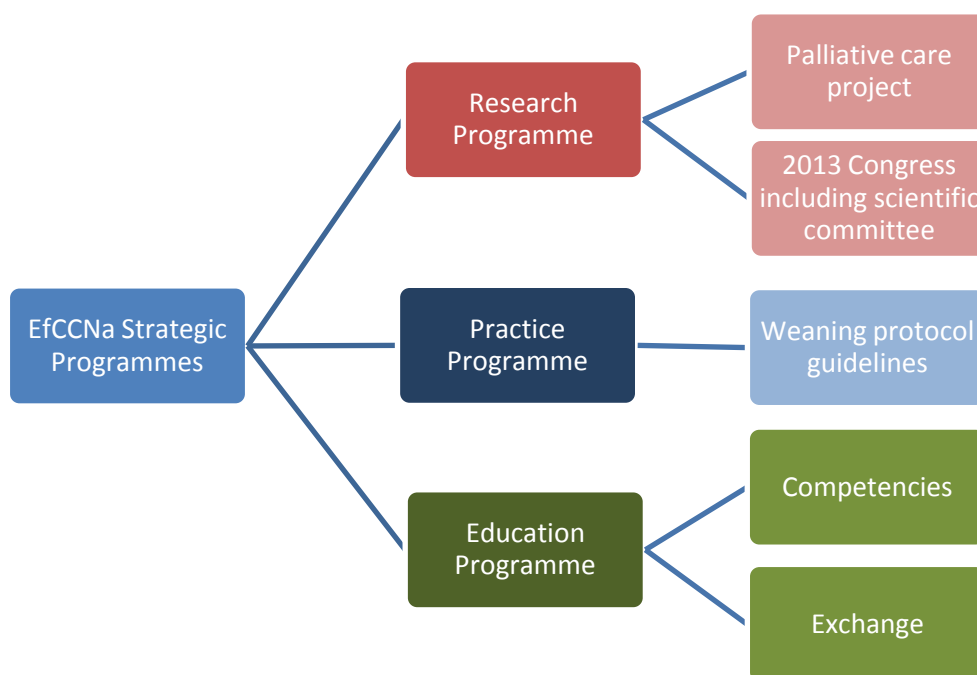 EfCCNa Strategic
Programmes
Research
Programme
Palliative care
project
2013 Congress
including scientific
committee
Practice
Programme
Weaning protocol
guidelines
Education
Programme
Competencies
Exchange